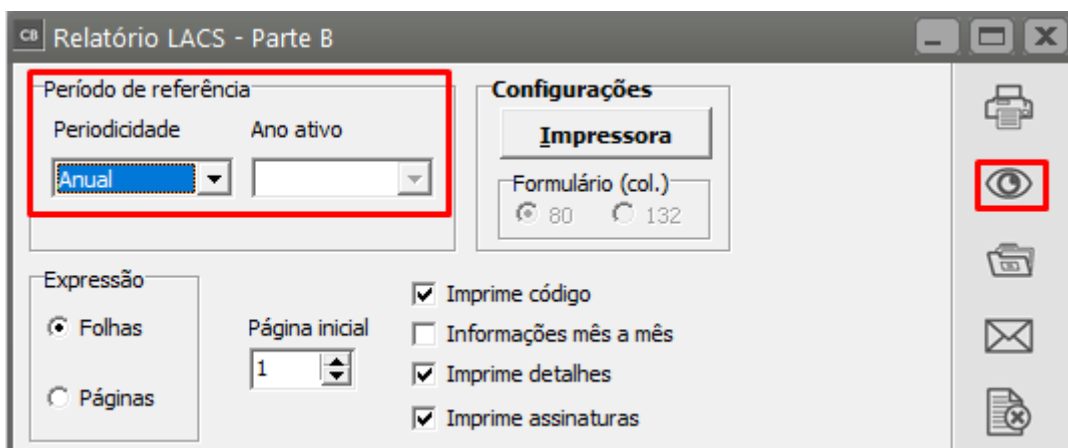 CB Relatório LACS - Parte B
Período de referência
Periodicidade
Ano ativo
Anual
Configurações
Impressora
Formulário (col.)
80
132
Expressão
Folhas
Páginas
Página inicial
1
Imprime código
Informações mês a mês
Imprime detalhes
Imprime assinaturas